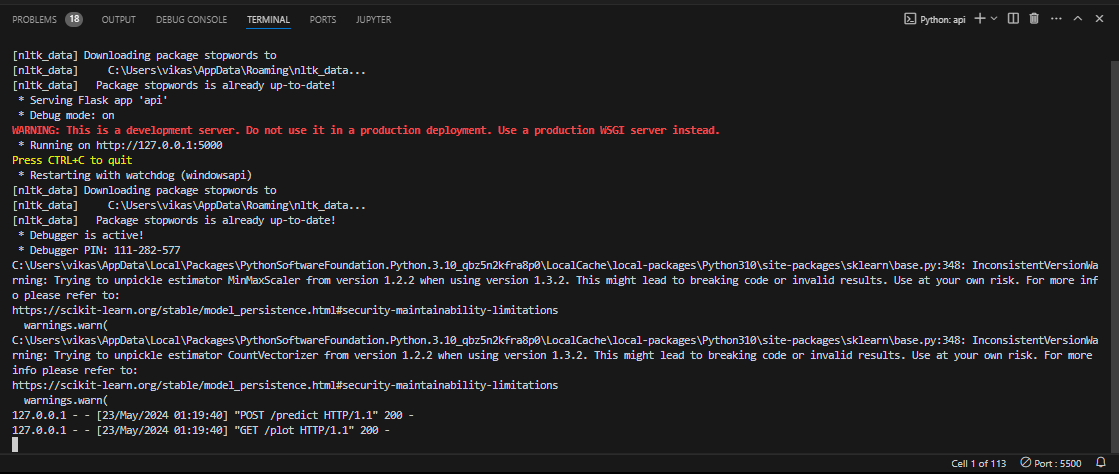 PROBLEMS 18 OUTPUT DEBUG CONSOLE TERMINAL PORTS JUPYTER Python: api
[nltk_data] Downloading package stopwords to
[nltk_data]     C:\Users\vikas\AppData\Roaming\nltk_data...
[nltk_data]   Package stopwords is already up-to-date!
 * Serving Flask app 'api'
 * Debug mode: on
WARNING: This is a development server. Do not use it in a production deployment. Use a production WSGI server instead.
 * Running on http://127.0.0.1:5000
Press CTRL+C to quit
 * Restarting with watchdog (windowsapi)
[nltk_data] Downloading package stopwords to
[nltk_data]     C:\Users\vikas\AppData\Roaming\nltk_data...
[nltk_data]   Package stopwords is already up-to-date!
 * Debugger is active!
 * Debugger PIN: 111-282-577
C:\Users\vikas\AppData\Local\Packages\PythonSoftwareFoundation.Python.3.10_qbz5n2kfra8p0\LocalCache\local-packages\Python310\site-packages\sklearn\base.py:348: InconsistentVersionWa
rning: Trying to unpickle estimator MinMaxScaler from version 1.2.2 when using version 1.3.2. This might lead to breaking code or invalid results. Use at your own risk. For more inf
o please refer to:
https://scikit-learn.org/stable/model_persistence.html#security-maintainability-limitations
  warnings.warn(
C:\Users\vikas\AppData\Local\Packages\PythonSoftwareFoundation.Python.3.10_qbz5n2kfra8p0\LocalCache\local-packages\Python310\site-packages\sklearn\base.py:348: InconsistentVersionWa
rning: Trying to unpickle estimator CountVectorizer from version 1.2.2 when using version 1.3.2. This might lead to breaking code or invalid results. Use at your own risk. For more
info please refer to:
https://scikit-learn.org/stable/model_persistence.html#security-maintainability-limitations
  warnings.warn(
127.0.0.1 - - [23/May/2024 01:19:40] "POST /predict HTTP/1.1" 200 -
127.0.0.1 - - [23/May/2024 01:19:40] "GET /plot HTTP/1.1" 200 -
Cell 1 of 113 Port : 5500